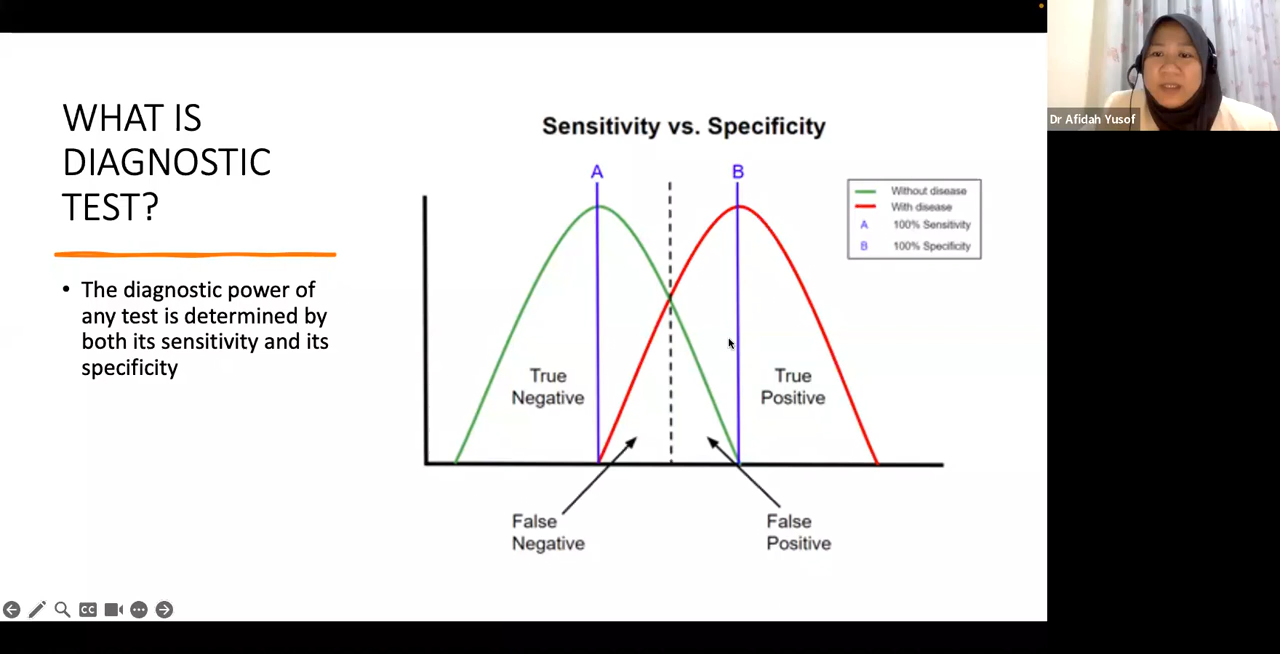 WHAT IS
DIAGNOSTIC
TEST?
• The diagnostic power of
any test is determined by
both its sensitivity and its
specificity
Sensitivity vs. Specificity
A
B
Without disease
With disease
A 100% Sensitivity
B 100% Specificity
True
Negative
True
Positive
False
Negative
False
Positive
CC
Dr Afidah Yusof